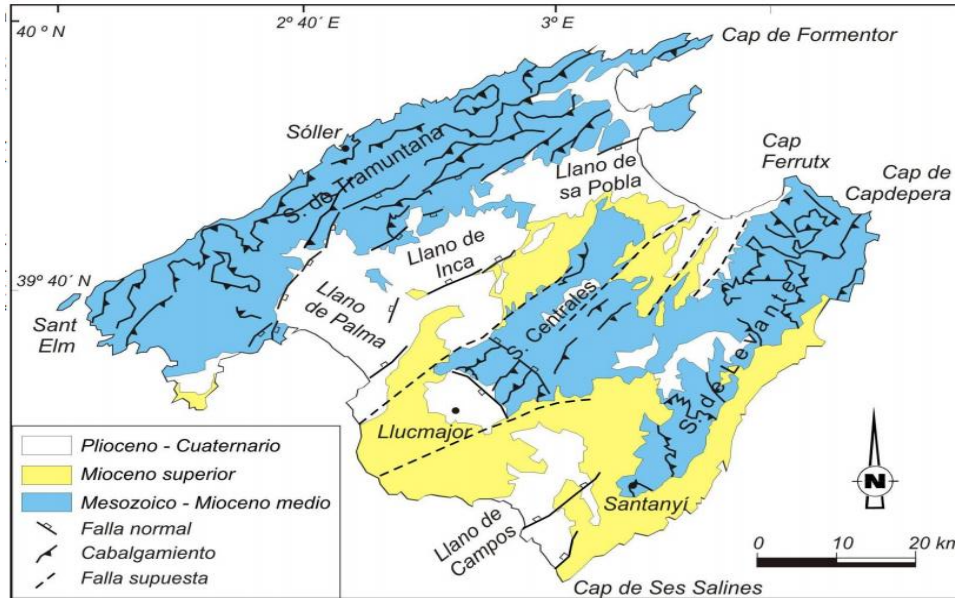 40 º N
2º 40´ E
3º E
Cap de Formentor
Sóller
S. de Tramuntana
Cap
Ferrutx
Cap de
Capdepera
Llano de
sa Pobla
Llano de
Inca
39º 40´ N
Llano
de Palma
S. Centrales
S. de Levante
Sant
Elm
Llucmajor
Plioceno - Cuaternario
Mioceno superior
Mesozoico - Mioceno medio
Falla normal
Cabalgamiento
Falla supuesta
Llano de
Campos
Santanyí
N
0 10 20 km
Cap de Ses Salines